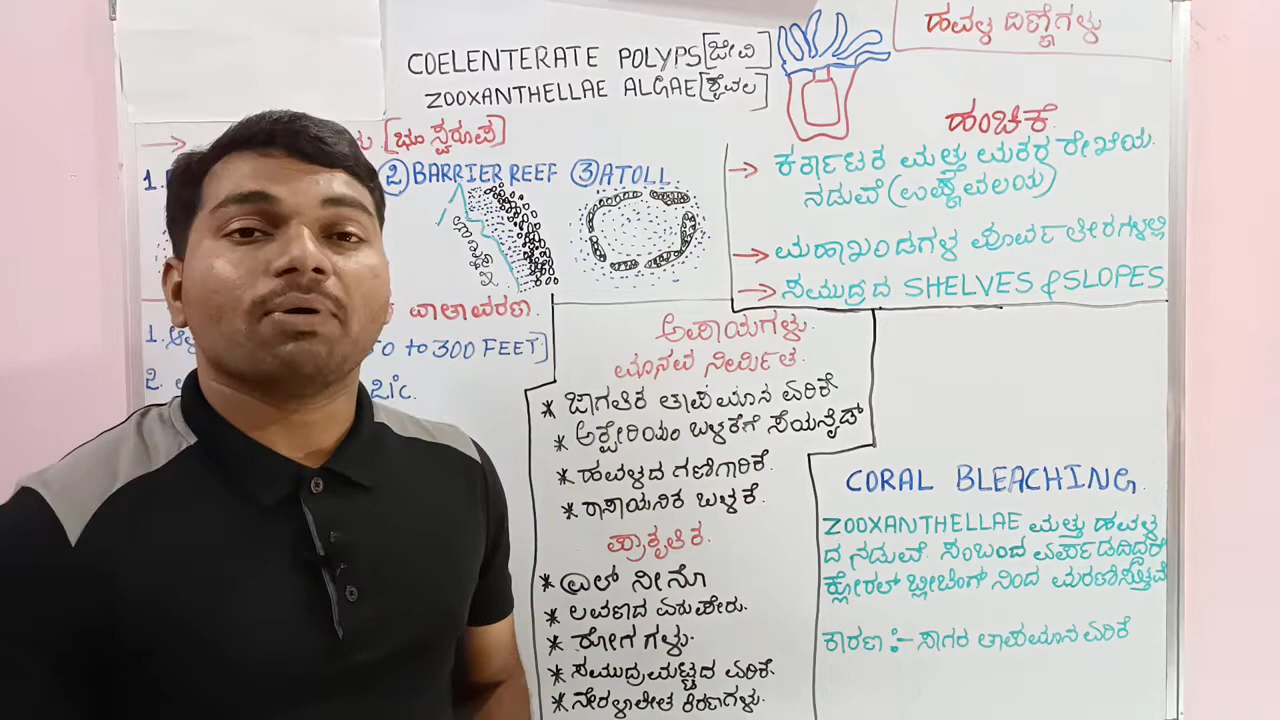 ಹವಳ ದಿಣ್ಣೆಗಳು
COELENTERATE POLYPS [ಜೀವಿ]
ZOOXANTHELLAE ALGAE [ಶೈವಲ]
[ಭೂ ಸ್ವರೂಪ]
1.
② BARRIER REEF ③ ATOLL
ವಾತಾವರಣ
1.
to 300 FEET]
2.
ಹಂಚಿಕೆ
→ ಕರ್ಕಾಟಕ ಮತ್ತು ಮಕರ ರೇಖೆಯ
ನಡುವೆ (ಉಷ್ಣವಲಯ)
→ ಮಹಾಖಂಡಗಳ ಪೂರ್ವ ತೀರಗಳಲ್ಲಿ
→ ಸಮುದ್ರದ SHELVES & SLOPES
ಅಪಾಯಗಳು
ಮಾನವ ನಿರ್ಮಿತ
* ಜಾಗತಿಕ ತಾಪಮಾನ ಏರಿಕೆ
* ಅಕ್ವೇರಿಯಂ ಬಳಕೆಗೆ ಸೆಯನೈಡ್
* ಹವಳದ ಗಣಿಗಾರಿಕೆ.
* ರಾಸಾಯನಿಕ ಬಳಕೆ.
ಪ್ರಾಕೃತಿಕ
* ಎಲ್ ನೀನೊ
* ಲವಣದ ಏರುಪೇರು.
* ರೋಗಗಳು.
* ಸಮುದ್ರಮಟ್ಟದ ಏರಿಕೆ.
* ನೇರಳಾತೀತ ಕಿರಣಗಳು.
CORAL BLEACHING.
ZOOXANTHELLAE ಮತ್ತು ಹವಳ
ದ ನಡುವೆ ಸಂಬಂದ ಏರ್ಪಡದಿದ್ದರೆ
ಕ್ಲೋರಲ್ ಬ್ಲೀಚಿಂಗ್ ನಿಂದ ಮರಣಿಸುತ್ತವೆ
ಕಾರಣ :- ಸಾಗರ ತಾಪಮಾನ ಏರಿಕೆ